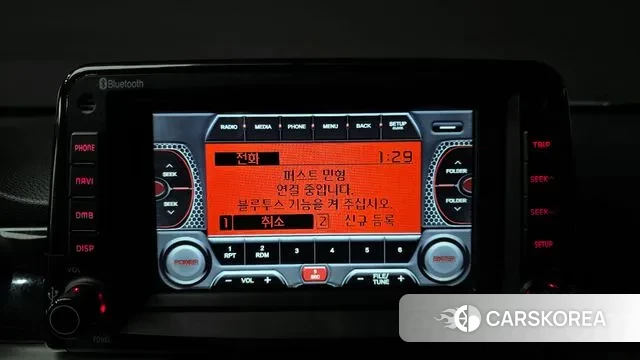 Bluetooth
RADIO MEDIA PHONE MENU BACK SETUP
전화 1:29
퍼스트 민형
연결 중입니다.
블루투스 기능을 켜 주십시오.
1 취소 2 신규 등록
SEEK
FOLDER
FOLDER
POWER
1 RPT 2 RDM 3 4 5 6
− VOL + − FILE/TUNE +
PHONE
NAVI
DMB
DISP
VOL
TRIP
SEEK
SEEK
SETUP
CARSKOREA